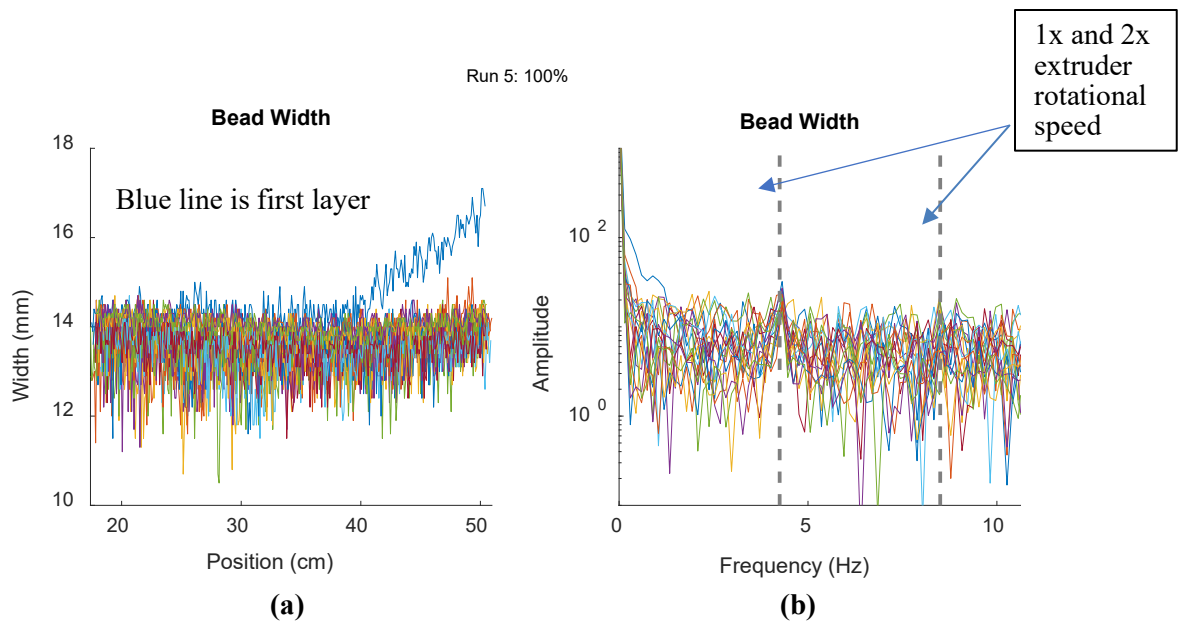 1x and 2x
extruder
rotational
speed
Run 5: 100%
Bead Width
18
16
14
12
10
Width (mm)
Blue line is first layer
20
30
40
50
Position (cm)
(a)
Bead Width
10 2
10 0
Amplitude
0
5
10
Frequency (Hz)
(b)